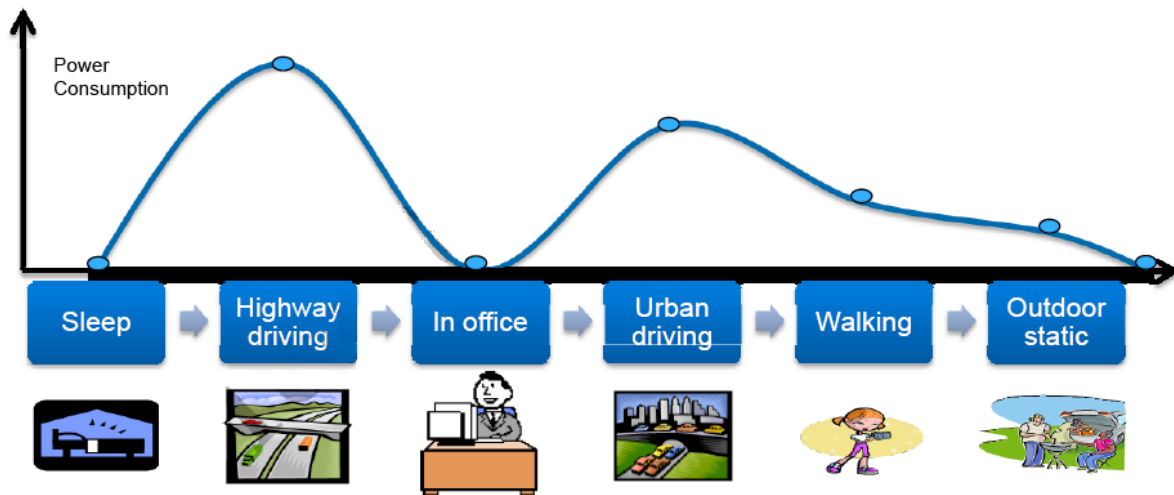 Power
Consumption
Sleep
Highway
driving
In office
Urban
driving
Walking
Outdoor
static